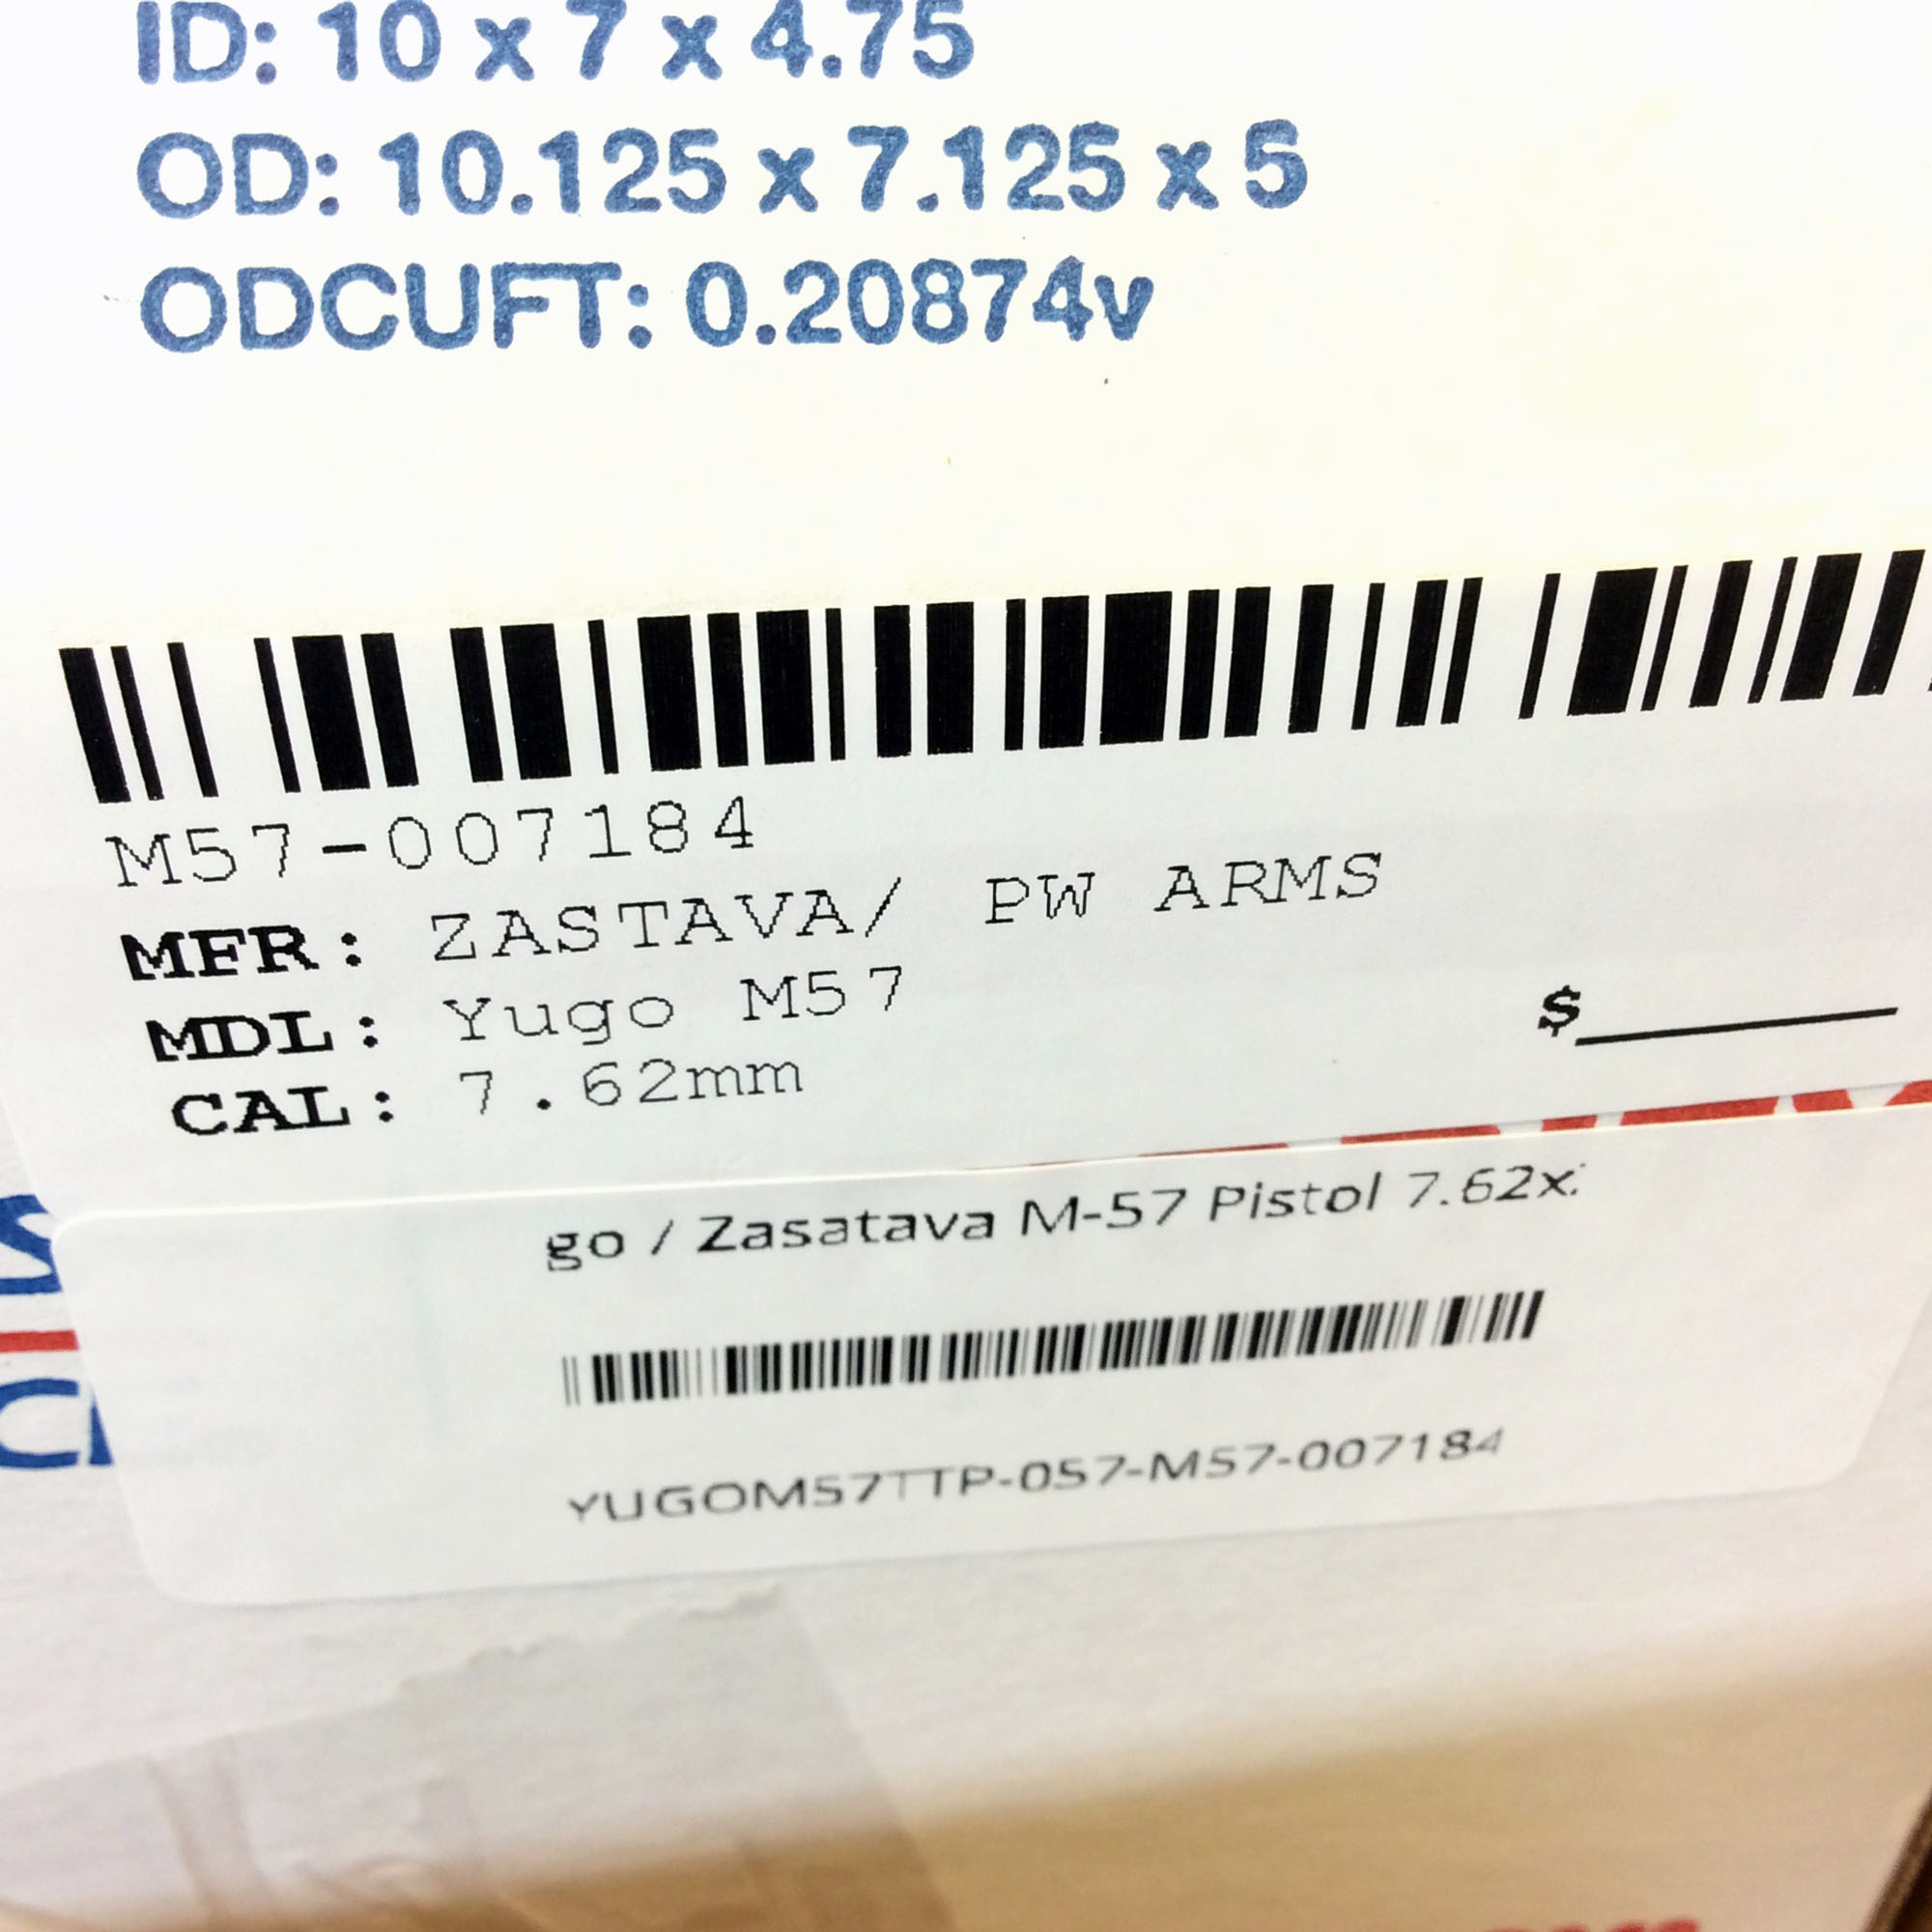 ID: 10 x 7 x 4.75
OD: 10.125 x 7.125 x 5
ODCUFT: 0.20874v
M57-007184
MFR: ZASTAVA/ PW ARMS
MDL: Yugo M57
$
CAL: 7.62mm
go / Zasatava M-57 Pistol 7.62x
YUGOM57TTP-057-M57-007184